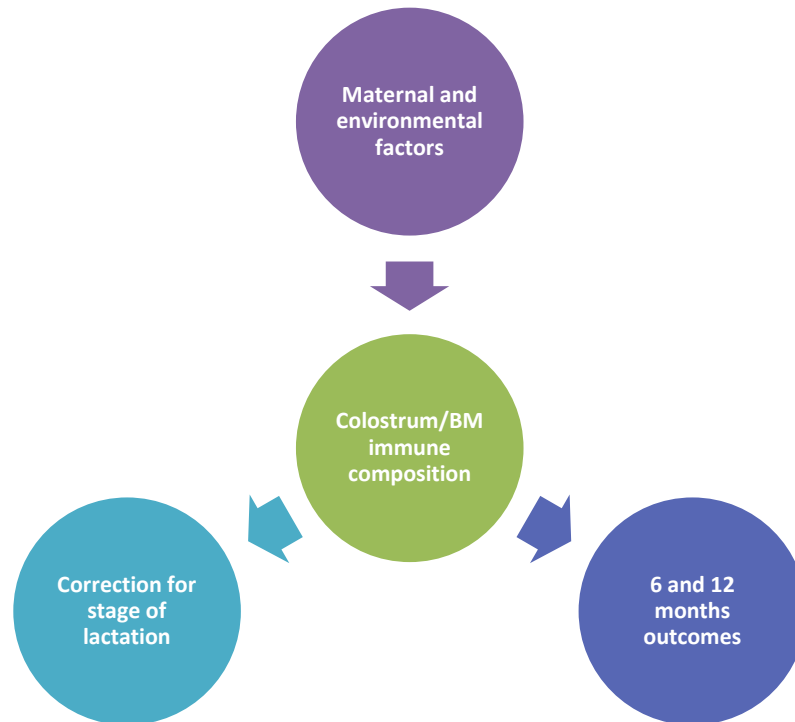 Maternal and
environmental
factors
Colostrum/BM
immune
composition
Correction for
stage of
lactation
6 and 12
months
outcomes